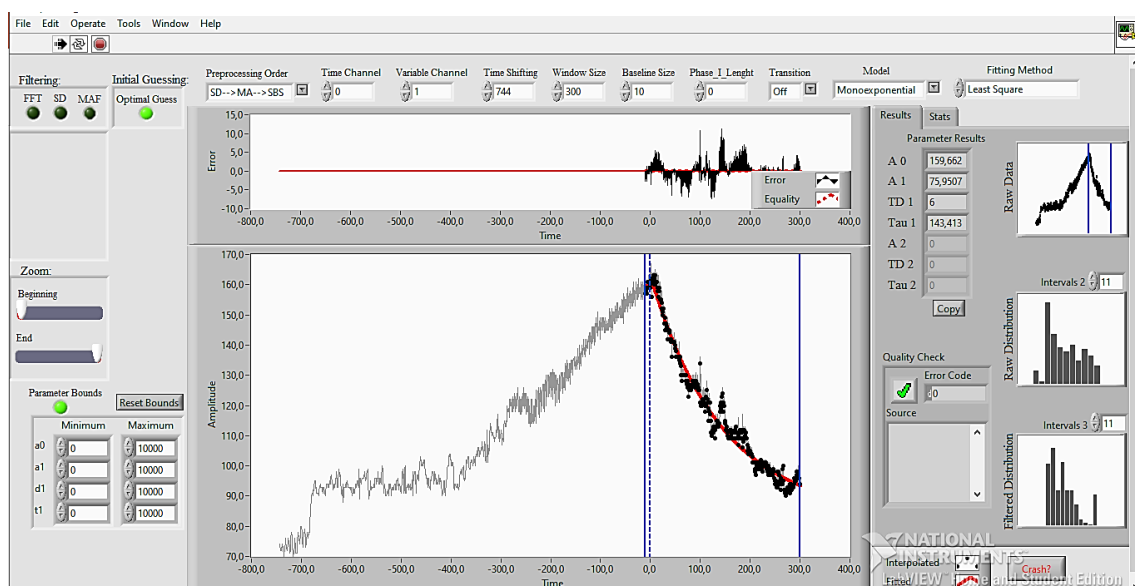 File Edit Operate Tools Window Help
Filtering:
FFT SD MAF
Initial Guessing:
Optimal Guess
Preprocessing Order
SD-->MA-->SBS
Time Channel
0
Variable Channel
1
Time Shifting
744
Window Size
300
Baseline Size
10
Phase_I_Lenght
0
Transition
Off
Model
Monoexponential
Fitting Method
Least Square
15,0-
10,0-
5,0-
0,0-
-5,0-
-10,0-
Error
-800,0 -700,0 -600,0 -500,0 -400,0 -300,0 -200,0 -100,0 0,0 100,0 200,0 300,0 400,0
Time
Error
Equality
170,0-
160,0-
150,0-
140,0-
130,0-
120,0-
110,0-
100,0-
90,0-
80,0-
70,0-
Amplitude
-800,0 -700,0 -600,0 -500,0 -400,0 -300,0 -200,0 -100,0 0,0 100,0 200,0 300,0 400,0
Time
Zoom:
Beginning
End
Parameter Bounds
Reset Bounds
Minimum Maximum
a0 0 10000
a1 0 10000
d1 0 10000
t1 0 10000
Results Stats
Parameter Results
A 0 159,662
A 1 75,9507
TD 1 6
Tau 1 143,413
A 2 0
TD 2 0
Tau 2 0
Copy
Raw Data
Intervals 2 11
Raw Distribution
Quality Check
Error Code
0
Source
Intervals 3 11
Filtered Distribution
NATIONAL
INSTRUMENTS
LabVIEW™ Home and Student Edition
Interpolated
Fitted
Crash?